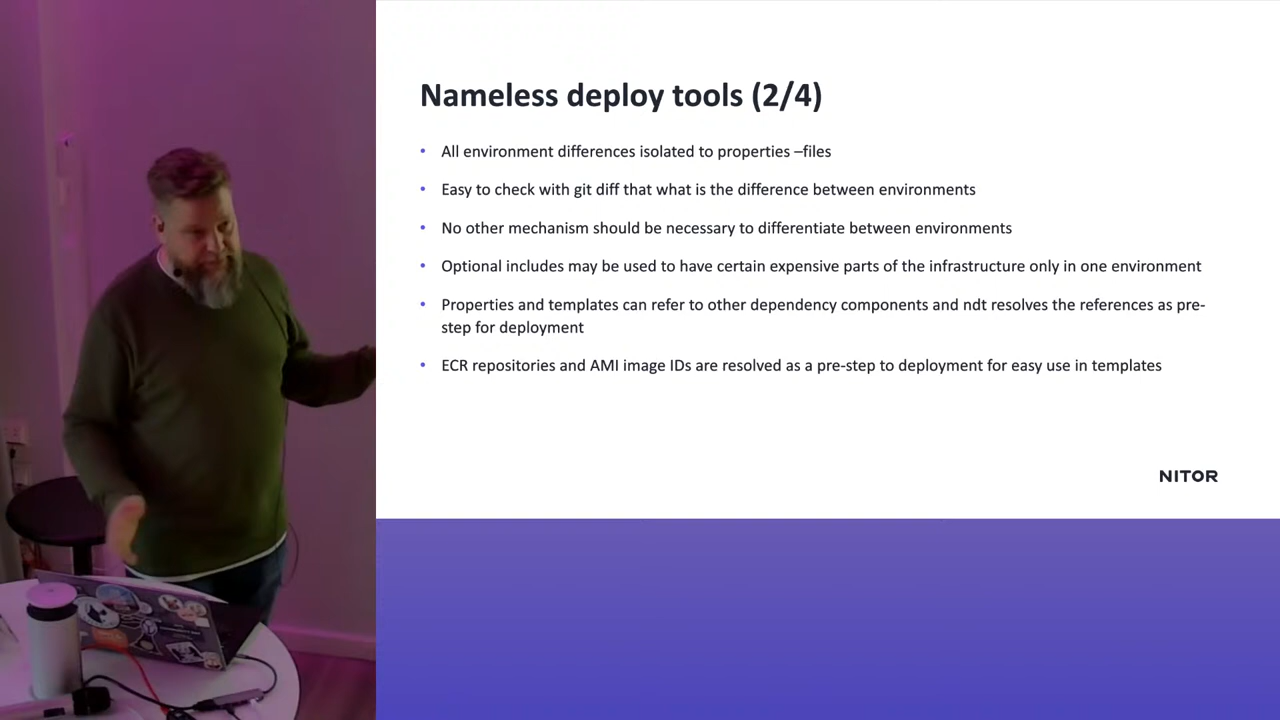 Nameless deploy tools (2/4)
• All environment differences isolated to properties –files
• Easy to check with git diff that what is the difference between environments
• No other mechanism should be necessary to differentiate between environments
• Optional includes may be used to have certain expensive parts of the infrastructure only in one environment
• Properties and templates can refer to other dependency components and ndt resolves the references as pre-
step for deployment
• ECR repositories and AMI image IDs are resolved as a pre-step to deployment for easy use in templates
NITOR